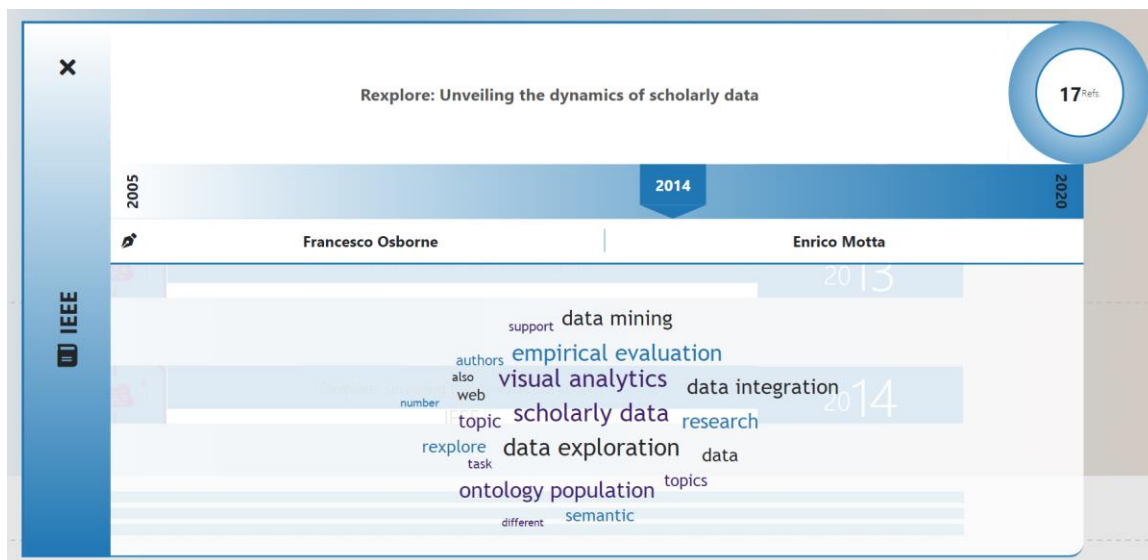 Rexplore: Unveiling the dynamics of scholarly data
17 Refs.
2005
2014
2020
Francesco Osborne
Enrico Motta
IEEE
2013
support data mining
authors empirical evaluation
also visual analytics data integration
number web
2014
topic scholarly data research
rexplore data exploration data
task
ontology population topics
different semantic